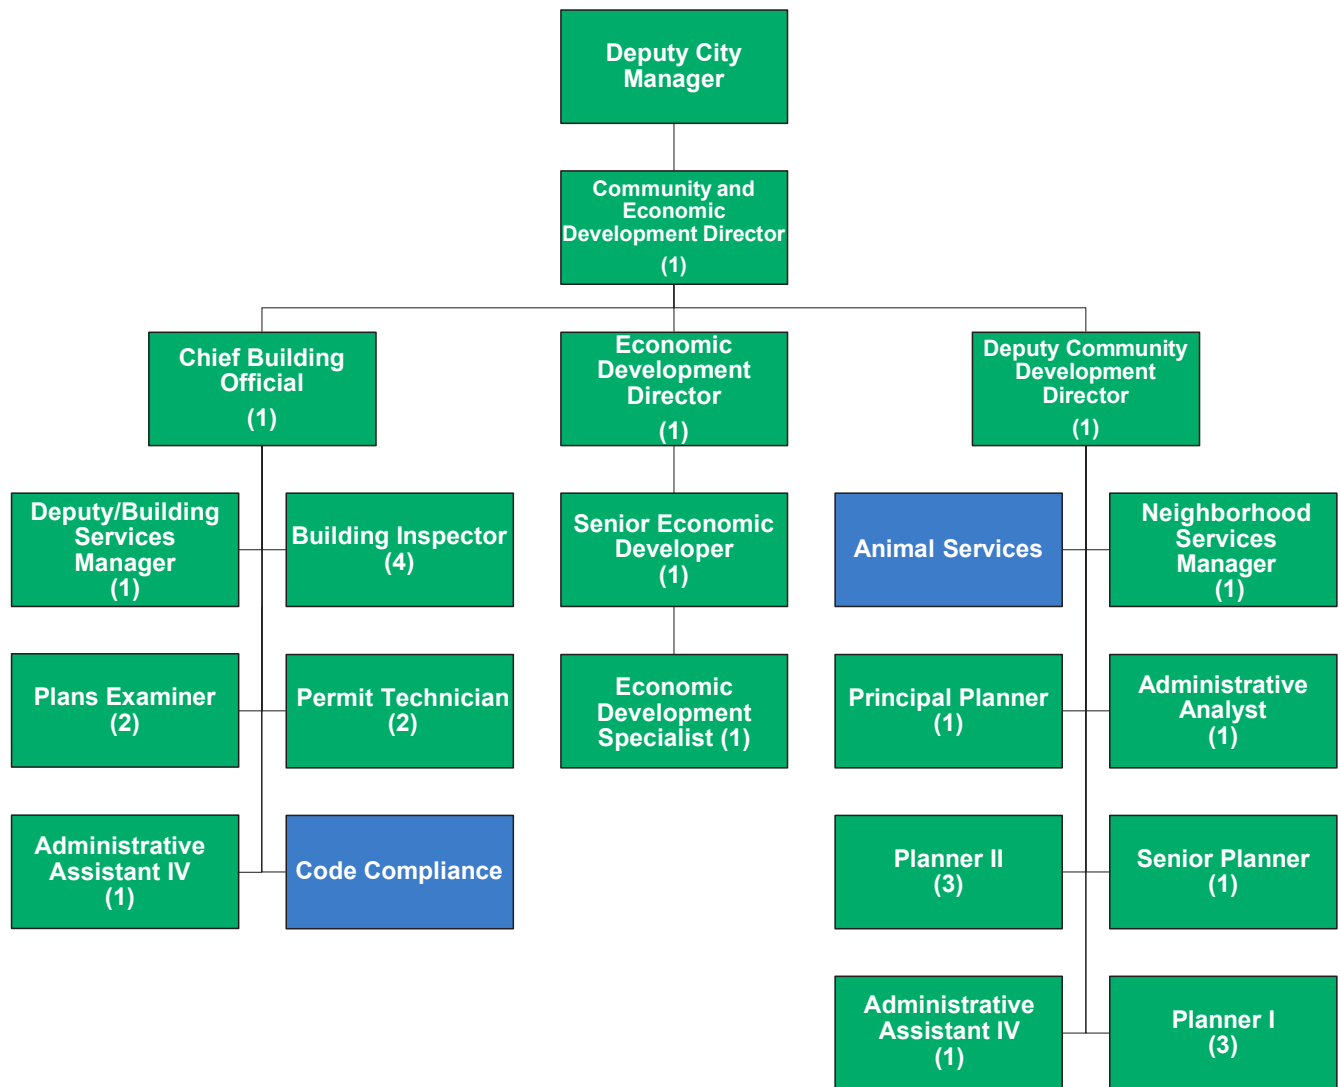 Deputy City
Manager
Community and
Economic
Development Director
(1)
Chief Building
Official
(1)
Economic
Development
Director
(1)
Deputy Community
Development
Director
(1)
Deputy/Building
Services
Manager
(1)
Building Inspector
(4)
Senior Economic
Developer
(1)
Animal Services
Neighborhood
Services
Manager
(1)
Plans Examiner
(2)
Permit Technician
(2)
Economic
Development
Specialist (1)
Principal Planner
(1)
Administrative
Analyst
(1)
Administrative
Assistant IV
(1)
Code Compliance
Planner II
(3)
Senior Planner
(1)
Administrative
Assistant IV
(1)
Planner I
(3)